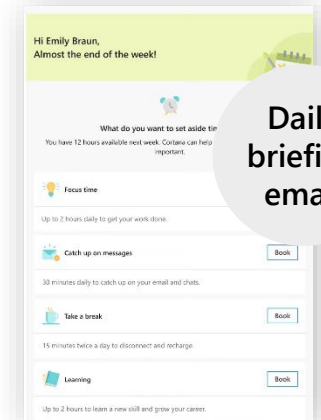 Hi Emily Braun,
Almost the end of the week!
What do you want to set aside
You have 12 hours available next week. Cortana can help
important.
Focus time
Up to 2 hours daily to get your work done.
Catch up on messages
Book
30 minutes daily to catch up on your email and chats.
Take a break
Book
15 minutes twice a day to disconnect and recharge.
Learning
Book
Up to 2 hours to learn a new skill and grow your career.
Dail
briefi
ema